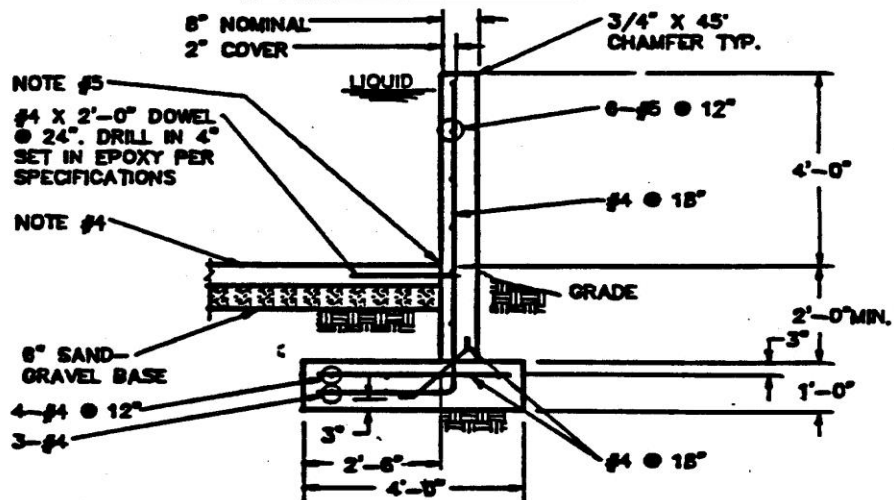 8" NOMINAL
2" COVER
3/4" X 45°
CHAMFER TYP.
NOTE #5
LIQUID
#4 X 2'-0" DOWEL
@ 24". DRILL IN 4"
SET IN EPOXY PER
SPECIFICATIONS
6-#5 @ 12"
4'-0"
#4 @ 18"
NOTE #4
GRADE
2'-0" MIN.
3"
6" SAND-
GRAVEL BASE
1'-0"
4-#4 @ 12"
3-#4
3"
2'-6"
#4 @ 18"
4'-0"